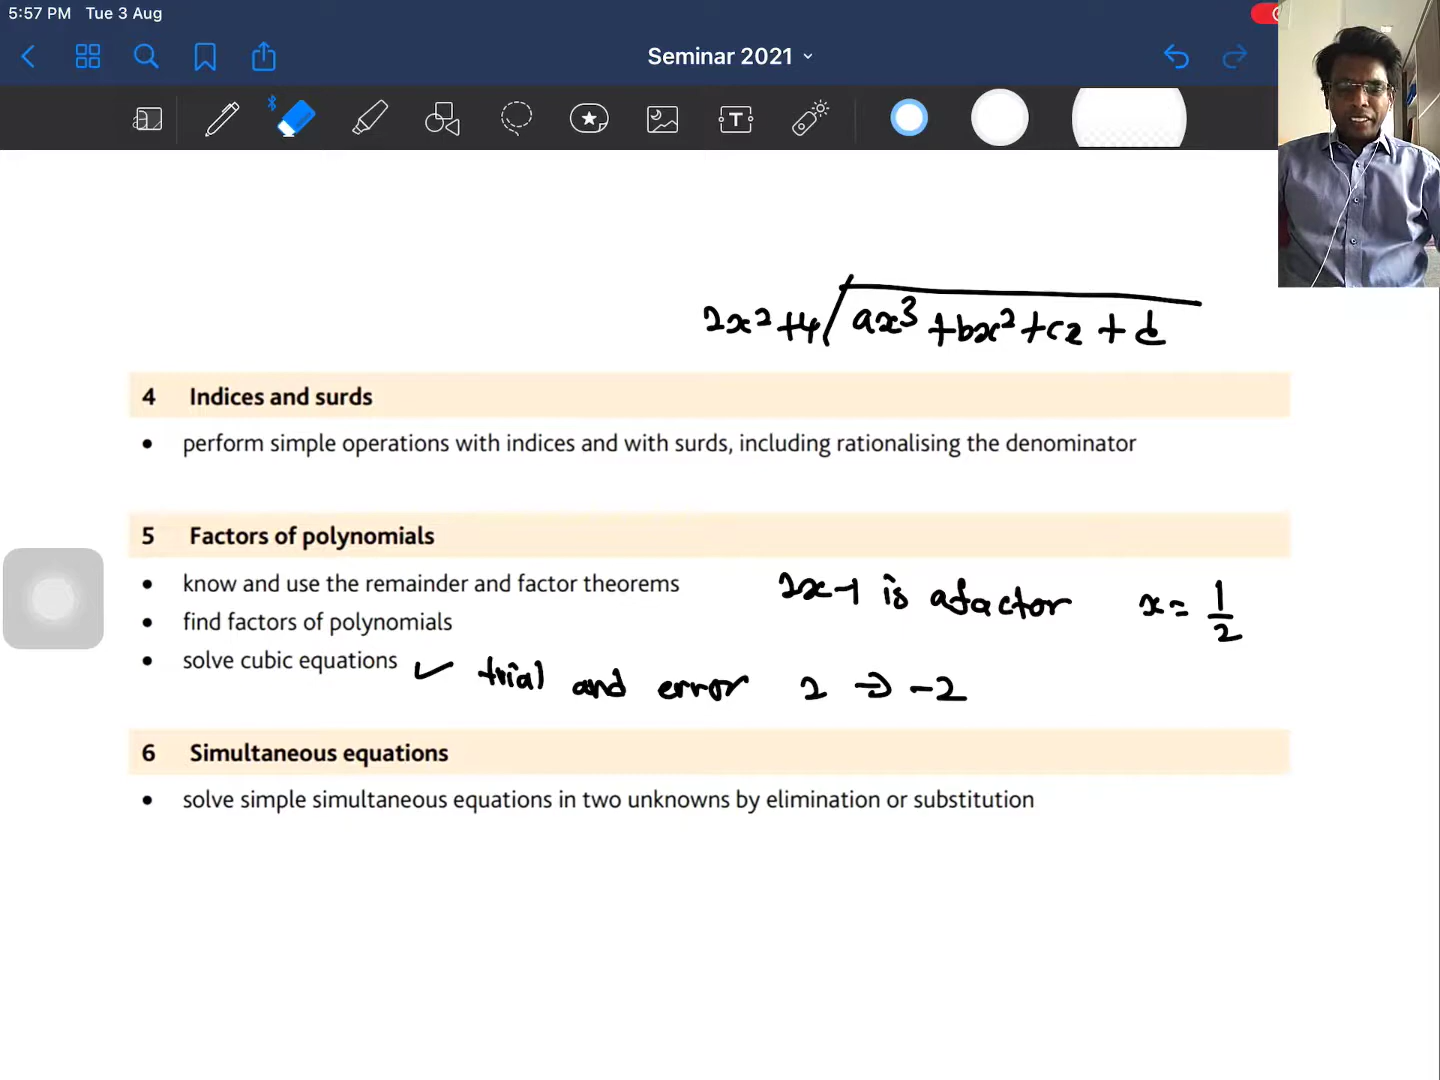 5:57 PM Tue 3 Aug
Seminar 2021
2x²+4 ax³ +bx²+cx + d
4 Indices and surds
• perform simple operations with indices and with surds, including rationalising the denominator
5 Factors of polynomials
• know and use the remainder and factor theorems
2x-1 is a factor x = 1/2
• find factors of polynomials
• solve cubic equations ✓ trial and error 2 → -2
6 Simultaneous equations
• solve simple simultaneous equations in two unknowns by elimination or substitution